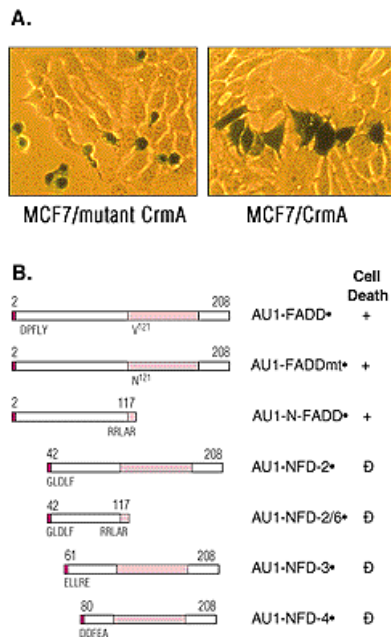 A.
MCF7/mutant CrmA MCF7/CrmA
B.
Cell Death
2 208
AU1-FADD• +
DPFLY V121
2 208
AU1-FADDmt• +
N121
2 117
AU1-N-FADD• +
RRLAR
42 208
AU1-NFD-2• Đ
GLDLF
42 117
AU1-NFD-2/6• Đ
GLDLF RRLAR
61 208
AU1-NFD-3• Đ
ELLRE
80 208
AU1-NFD-4• Đ
DDFEA